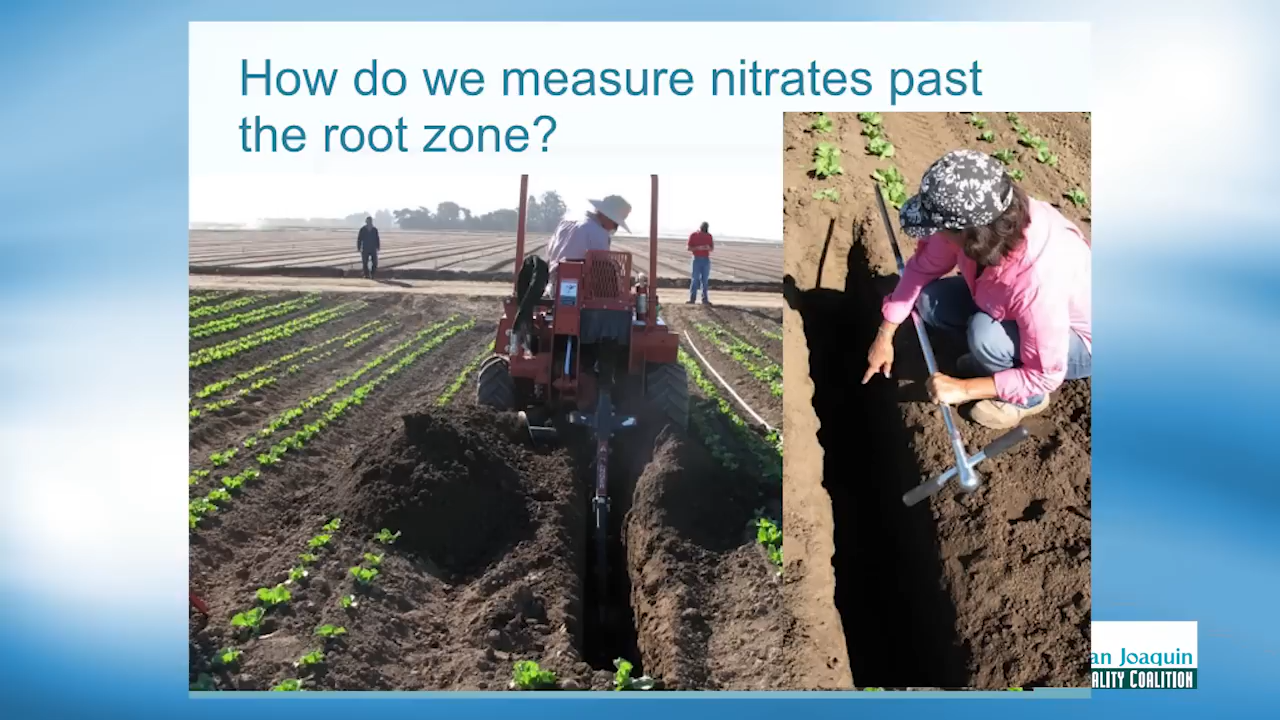 How do we measure nitrates past
the root zone?
an Joaquin
ALITY COALITION